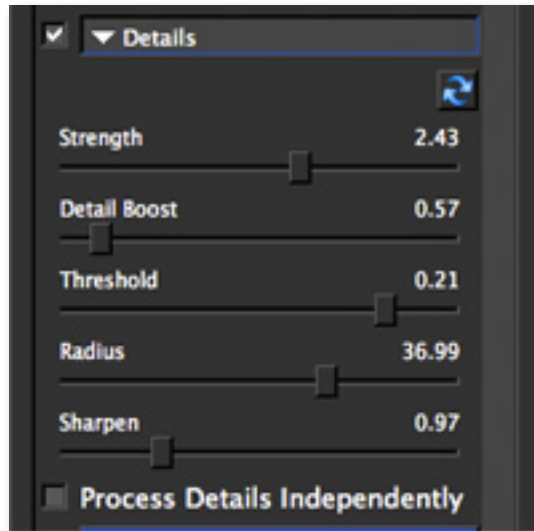 Details
Strength 2.43
Detail Boost 0.57
Threshold 0.21
Radius 36.99
Sharpen 0.97
Process Details Independently